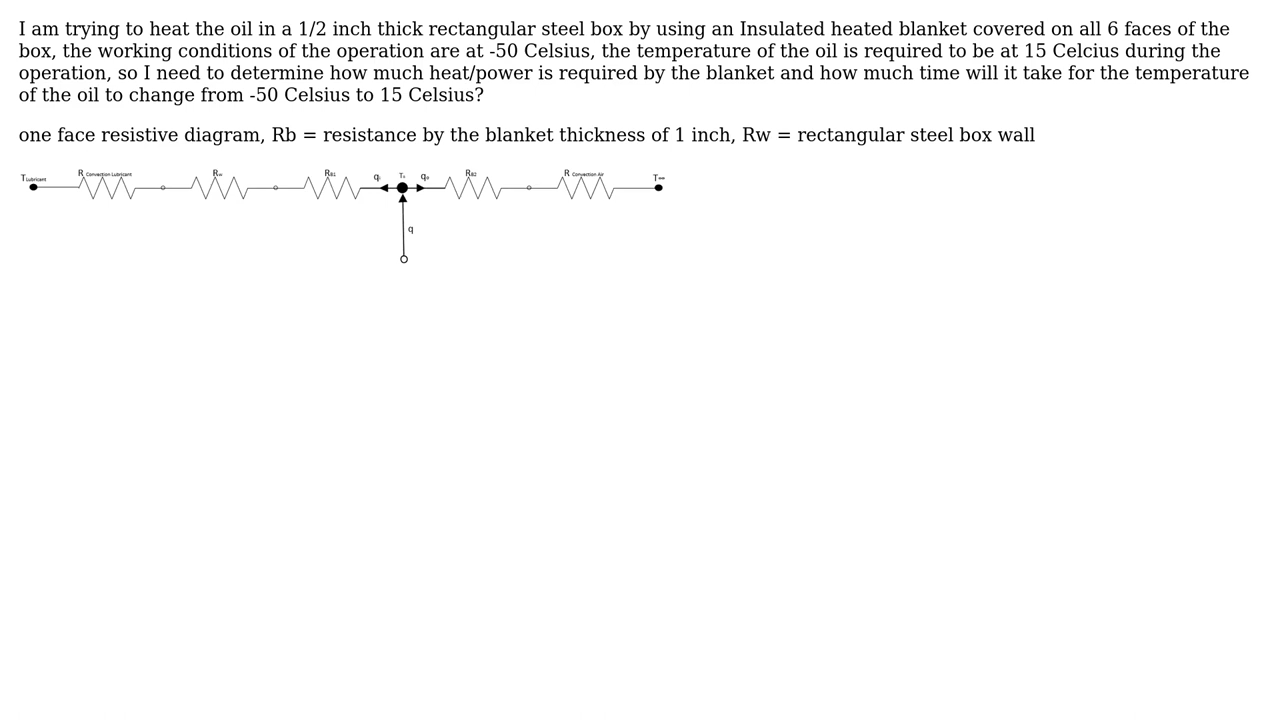 I am trying to heat the oil in a 1/2 inch thick rectangular steel box by using an Insulated heated blanket covered on all 6 faces of the
box, the working conditions of the operation are at -50 Celsius, the temperature of the oil is required to be at 15 Celcius during the
operation, so I need to determine how much heat/power is required by the blanket and how much time will it take for the temperature
of the oil to change from -50 Celsius to 15 Celsius?
one face resistive diagram, Rb = resistance by the blanket thickness of 1 inch, Rw = rectangular steel box wall
T Lubricant R Convection Lubricant Rw RB1 qi Ts qo RB2 R Convection Air T∞
q